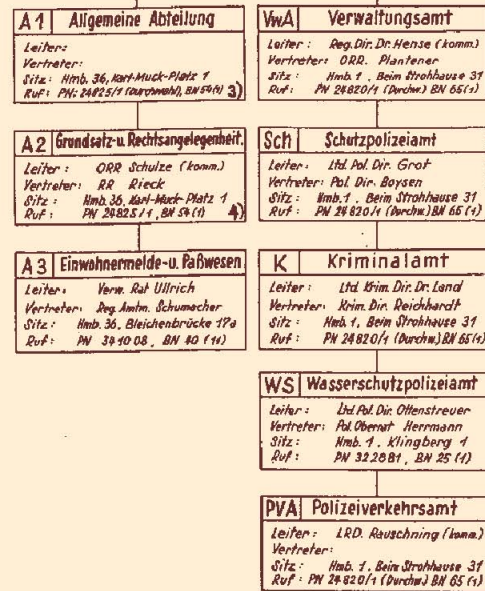 A1 Allgemeine Abteilung
Leiter:
Vertreter:
Sitz: Hmb. 36, Karl-Muck-Platz 1
Ruf: PN: 24825/1 (Durchwahl), BN 54(1) 3)
A2 Grundsatz-u. Rechtsangelegenheit.
Leiter: ORR Schulze (komm.)
Vertreter: RR Rieck
Sitz: Hmb. 36, Karl-Muck-Platz 1
Ruf: PN 24825/1, BN 54 (1) 4)
A3 Einwohnermelde-u. Paßwesen
Leiter: Verw. Rat Ullrich
Vertreter: Reg. Amtm. Schumacher
Sitz: Hmb. 36, Bleichenbrücke 17a
Ruf: PN 34 10 08, BN 40 (11)
VwA Verwaltungsamt
Leiter: Reg. Dir. Dr. Hense (komm.)
Vertreter: ORR. Plantener
Sitz: Hmb. 1, Beim Strohhause 31
Ruf: PN 24820/1 (Durchw.) BN 65(1)
Sch Schutzpolizeiamt
Leiter: Ltd. Pol. Dir. Grot
Vertreter: Pol. Dir. Boysen
Sitz: Hmb. 1, Beim Strohhause 31
Ruf: PN 24820/1 (Durchw.) BN 65 (1)
K Kriminalamt
Leiter: Ltd. Krim. Dir. Dr. Land
Vertreter: Krim. Dir. Reichhardt
Sitz: Hmb. 1, Beim Strohhause 31
Ruf: PN 24820/1 (Durchw.) BN 65(1)
WS Wasserschutzpolizeiamt
Leiter: Ltd. Pol. Dir. Ottenstreuer
Vertreter: Pol. Oberrat Herrmann
Sitz: Hmb. 1, Klingberg 1
Ruf: PN 322881, BN 25 (1)
PVA Polizeiverkehrsamt
Leiter: LRD. Rauschning (komm.)
Vertreter:
Sitz: Hmb. 1, Beim Strohhause 31
Ruf: PN 24820/1 (Durchw.) BN 65 (1)